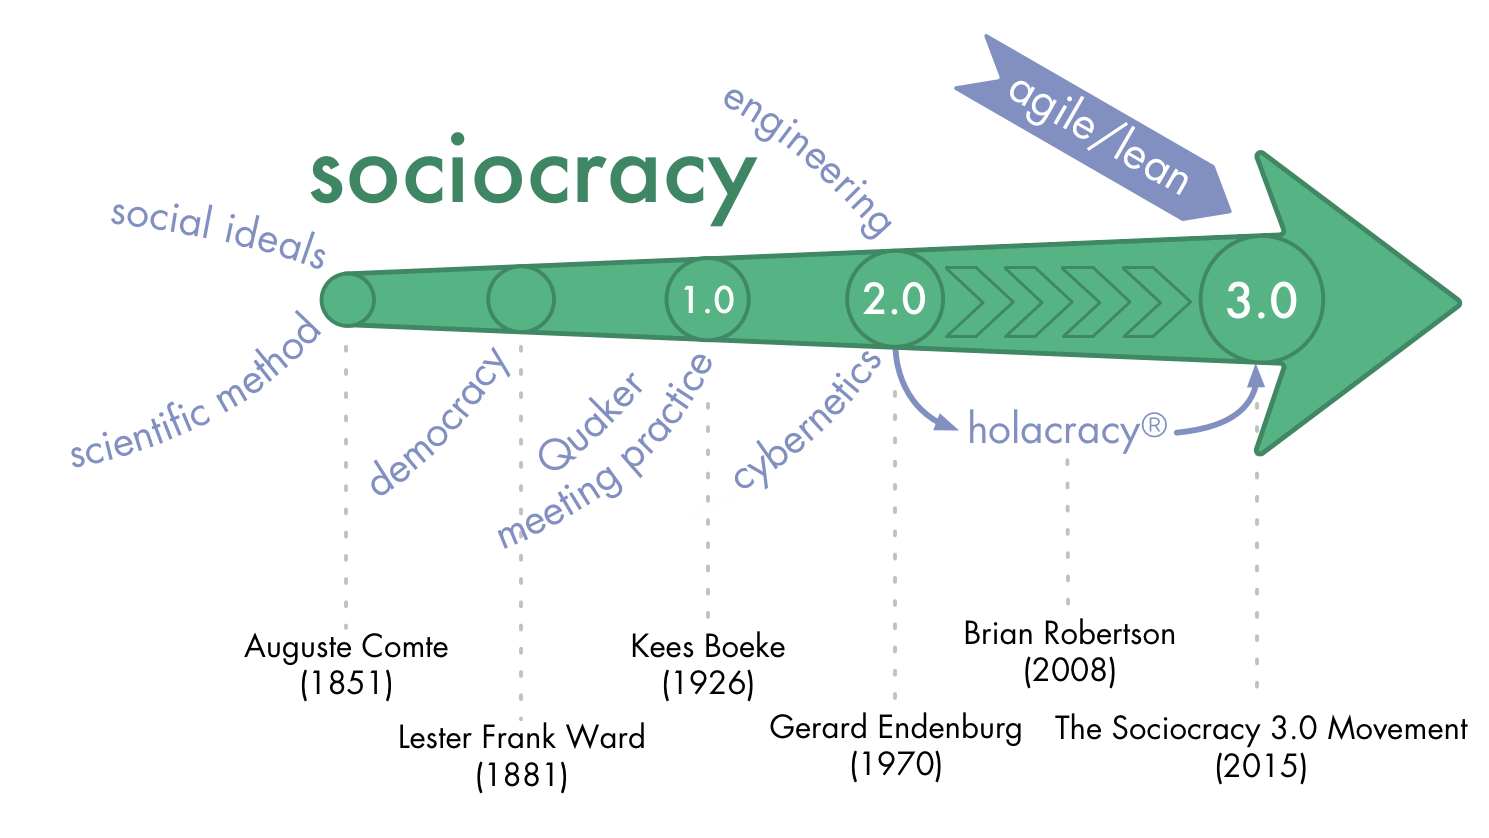 sociocracy
social ideals
scientific method
democracy
Quaker
meeting practice
engineering
cybernetics
agile/lean
1.0
2.0
3.0
holacracy®
Auguste Comte
(1851)
Lester Frank Ward
(1881)
Kees Boeke
(1926)
Gerard Endenburg
(1970)
Brian Robertson
(2008)
The Sociocracy 3.0 Movement
(2015)